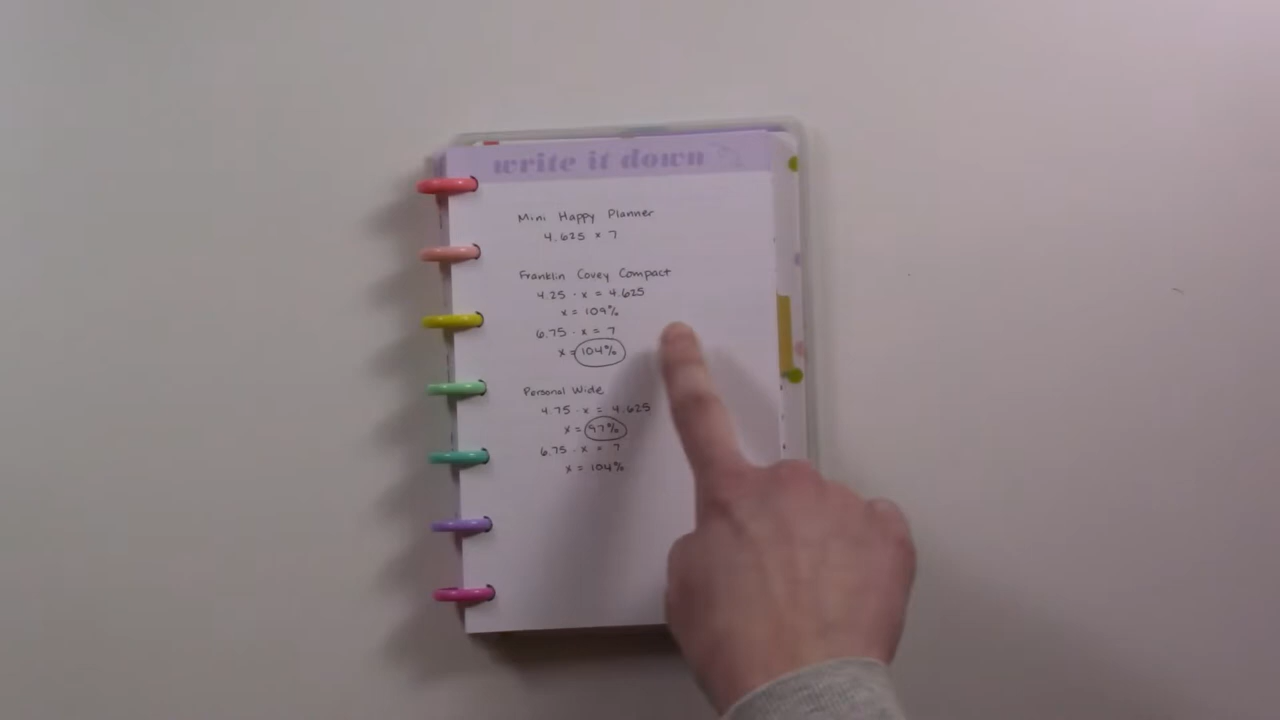 write it down
Mini Happy Planner
4.625 x 7
Franklin Covey Compact
4.25 · x = 4.625
x = 109%
6.75 · x = 7
x = 104%
Personal Wide
4.75 · x = 4.625
x = 97%
6.75 · x = 7
x = 104%